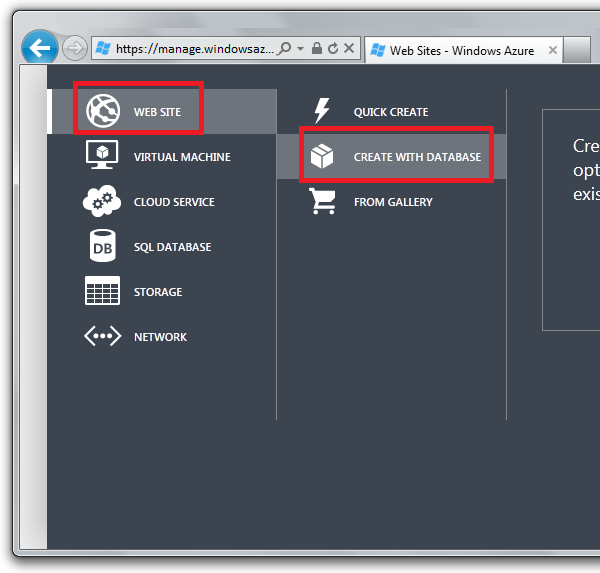 https://manage.windowsaz...
Web Sites - Windows Azure
WEB SITE
VIRTUAL MACHINE
CLOUD SERVICE
DB
SQL DATABASE
STORAGE
NETWORK
QUICK CREATE
CREATE WITH DATABASE
FROM GALLERY
Cre
opt
exis